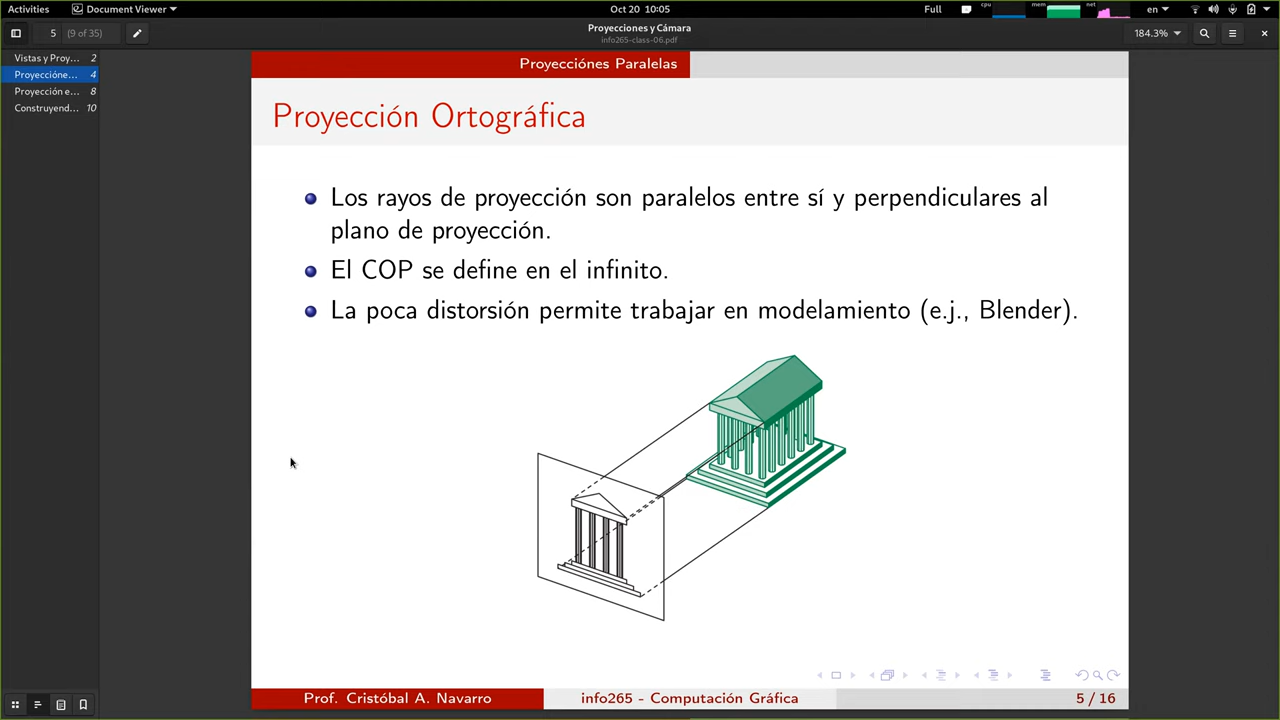 Activities
Document Viewer
Oct 20 10:05
Full
cpu
mem
net
en
5
(9 of 35)
Proyecciones y Cámara
info265-class-06.pdf
184.3%
Vistas y Proy... 2
Proyeccióne... 4
Proyección e... 8
Construyend... 10
Proyecciónes Paralelas
Proyección Ortográfica
Los rayos de proyección son paralelos entre sí y perpendiculares al
plano de proyección.
El COP se define en el infinito.
La poca distorsión permite trabajar en modelamiento (e.j., Blender).
Prof. Cristóbal A. Navarro
info265 - Computación Gráfica
5 / 16